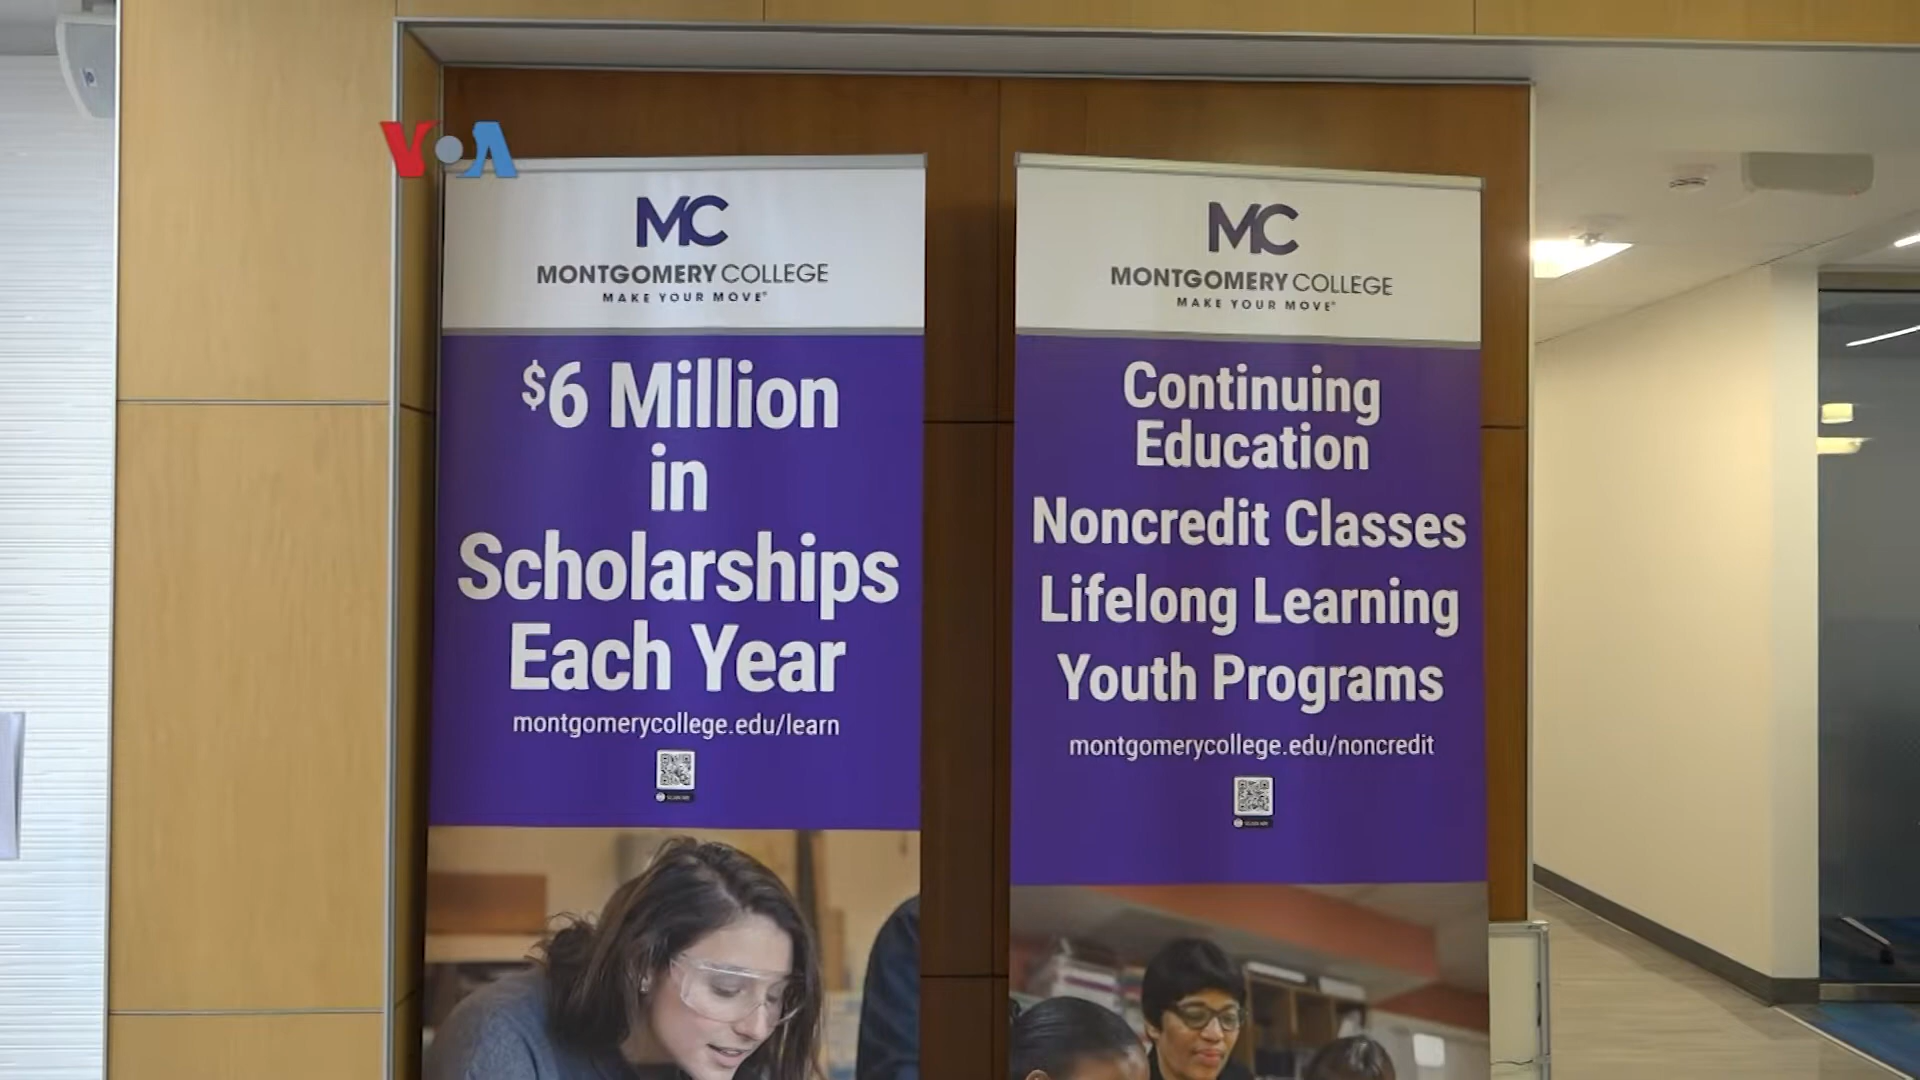 VOA
MC
MONTGOMERY COLLEGE
MAKE YOUR MOVE®
$6 Million
in
Scholarships
Each Year
montgomerycollege.edu/learn
MC
MONTGOMERY COLLEGE
MAKE YOUR MOVE®
Continuing
Education
Noncredit Classes
Lifelong Learning
Youth Programs
montgomerycollege.edu/noncredit